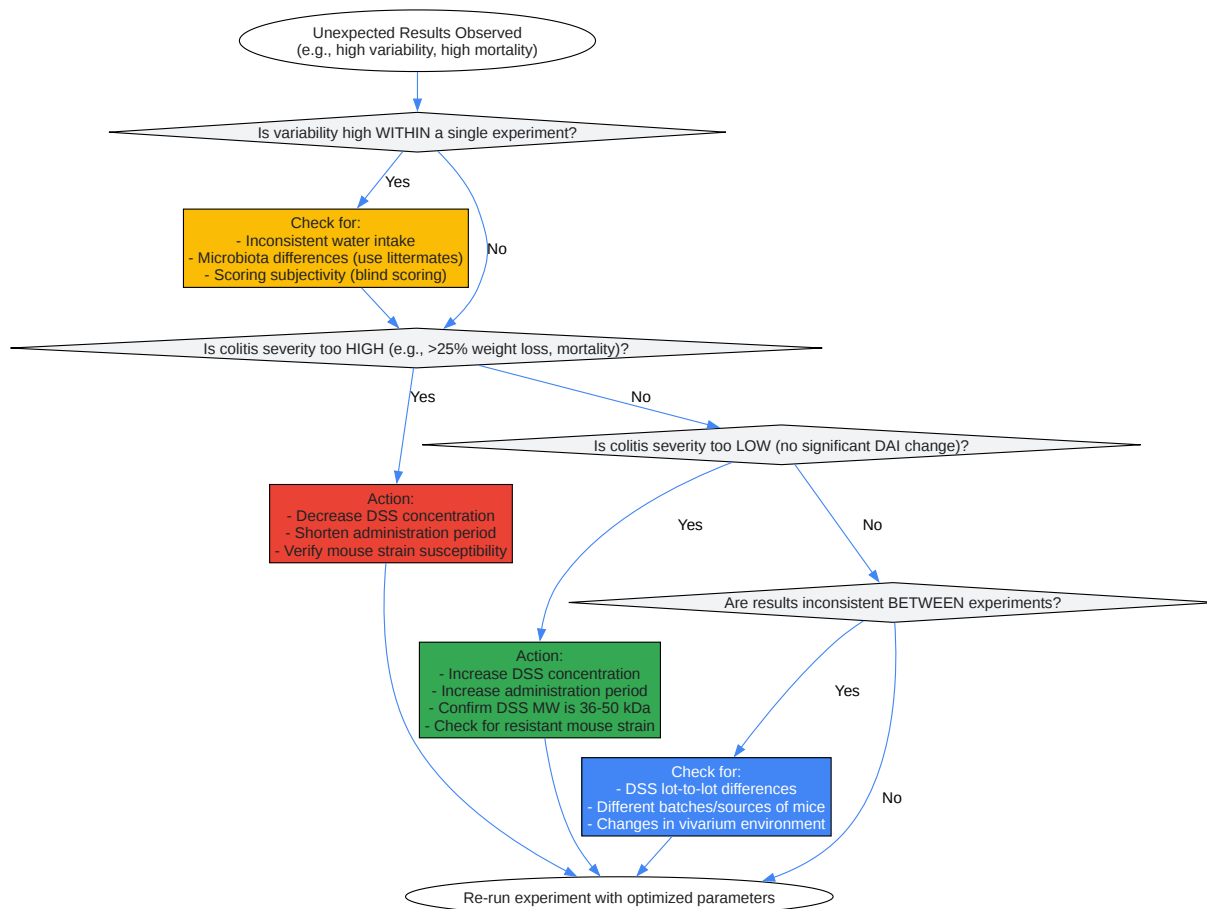 Unexpected Results Observed
(e.g., high variability, high mortality)
Is variability high WITHIN a single experiment?
Yes
Check for:
- Inconsistent water intake
- Microbiota differences (use littermates)
- Scoring subjectivity (blind scoring)
No
Is colitis severity too HIGH (e.g., >25% weight loss, mortality)?
Yes
No
Is colitis severity too LOW (no significant DAI change)?
Action:
- Decrease DSS concentration
- Shorten administration period
- Verify mouse strain susceptibility
Yes
No
Are results inconsistent BETWEEN experiments?
Action:
- Increase DSS concentration
- Increase administration period
- Confirm DSS MW is 36-50 kDa
- Check for resistant mouse strain
Yes
Check for:
- DSS lot-to-lot differences
- Different batches/sources of mice
- Changes in vivarium environment
No
Re-run experiment with optimized parameters